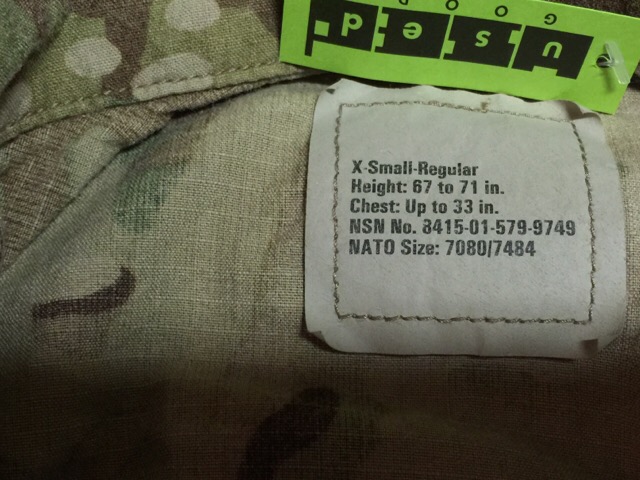 GOOD
used
X-Small-Regular
Height: 67 to 71 in.
Chest: Up to 33 in.
NSN No. 8415-01-579-9749
NATO Size: 7080/7484